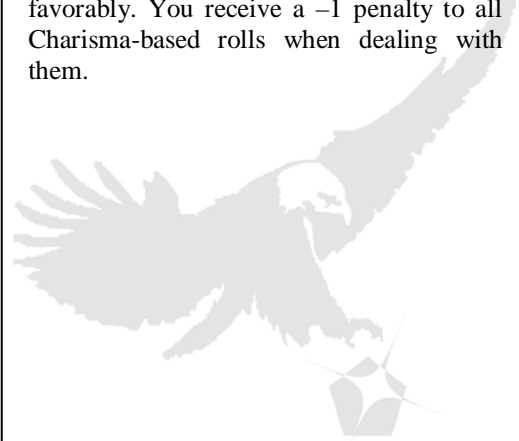 favorably. You receive a –1 penalty to all
Charisma-based rolls when dealing with
them.